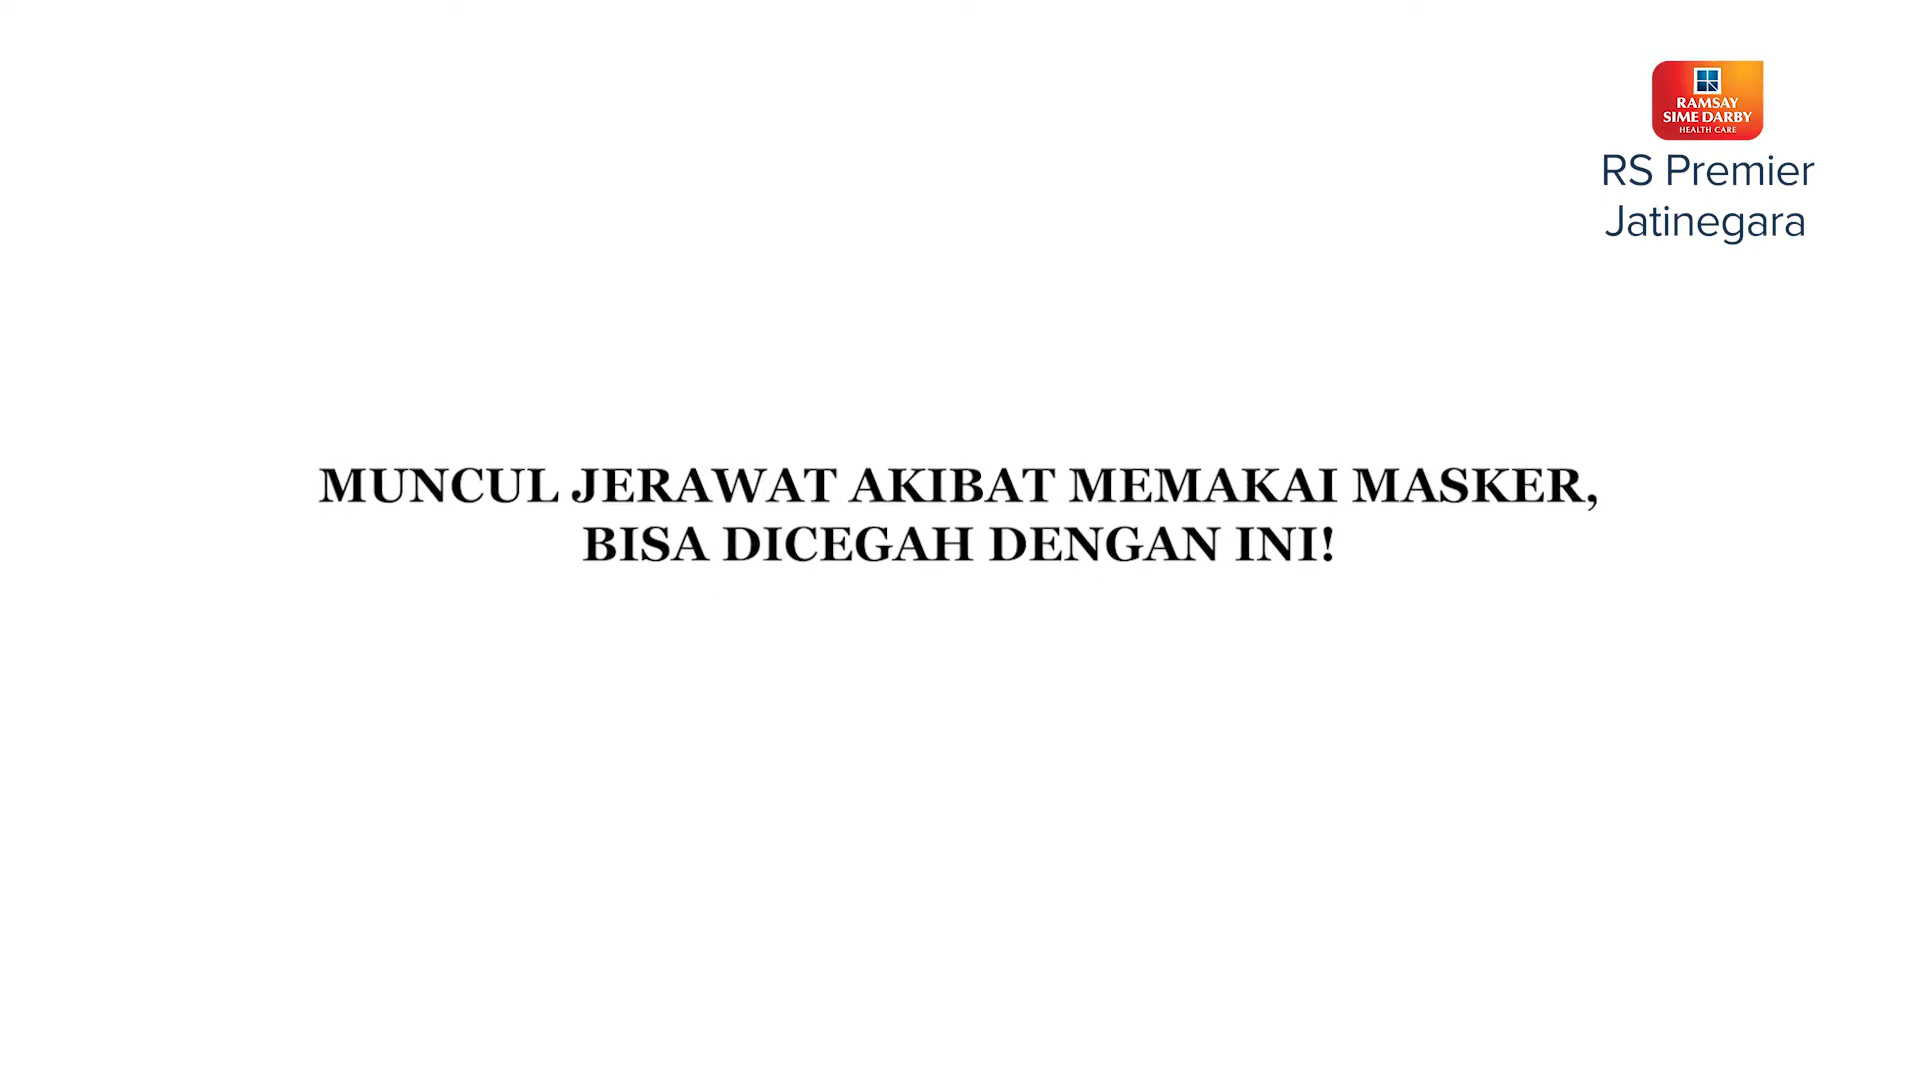 RAMSAY
SIME DARBY
HEALTH CARE
RS Premier
Jatinegara
MUNCUL JERAWAT AKIBAT MEMAKAI MASKER,
BISA DICEGAH DENGAN INI!